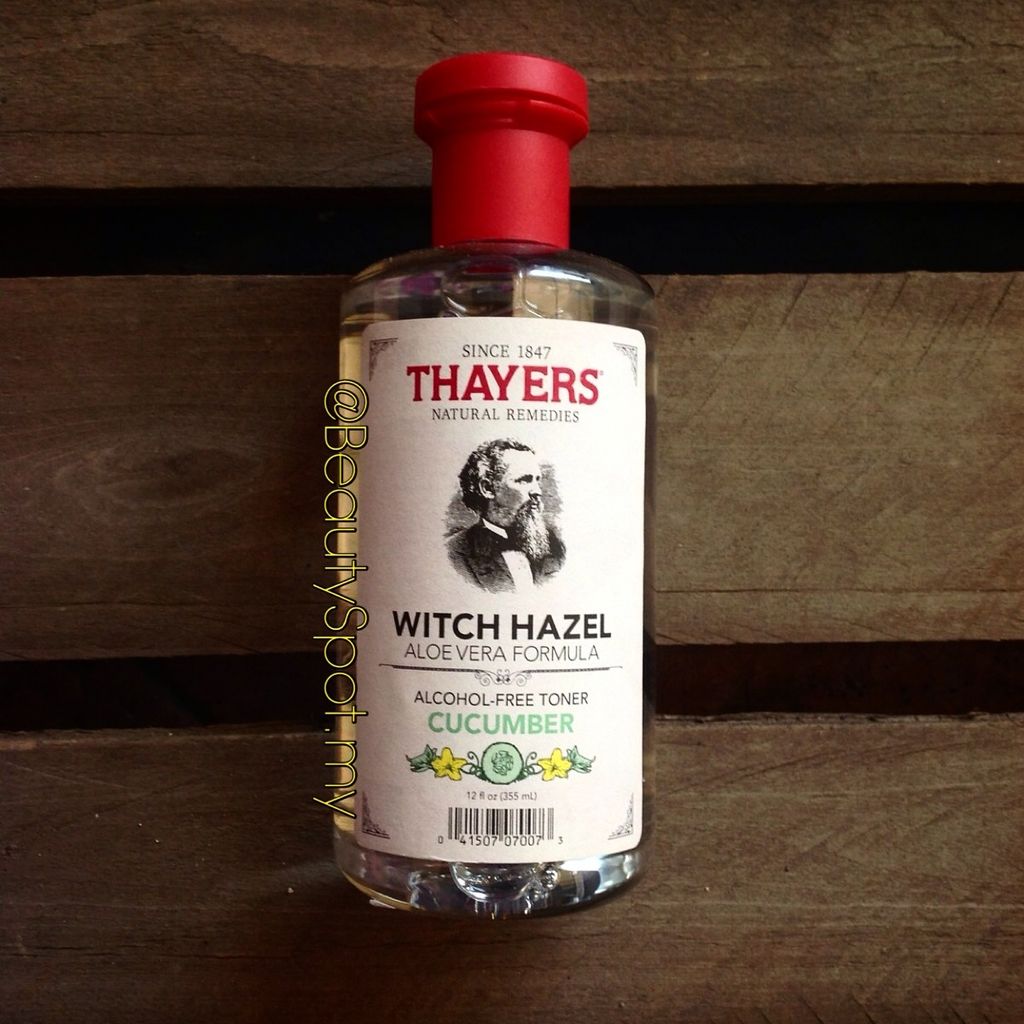 SINCE 1847
THAYERS®
NATURAL REMEDIES
WITCH HAZEL
ALOE VERA FORMULA
ALCOHOL-FREE TONER
CUCUMBER
12 fl oz (355 mL)
0 41507 07007 3
@BeautySpot.my